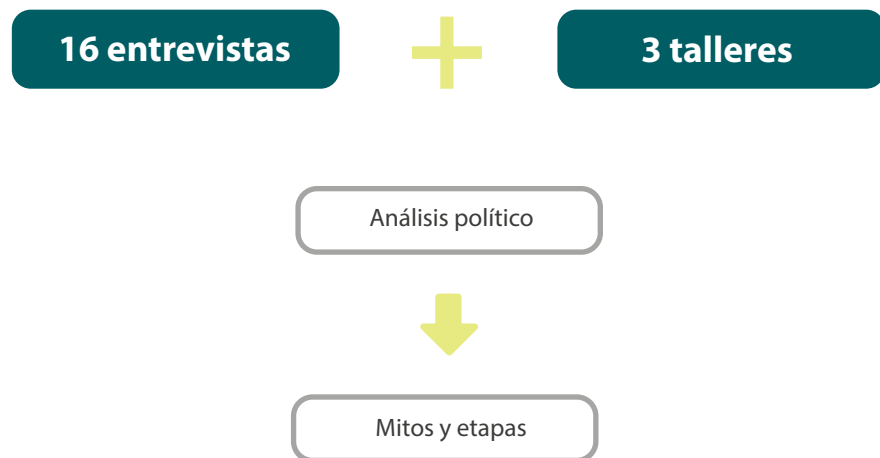 16 entrevistas
3 talleres
Análisis político
Mitos y etapas